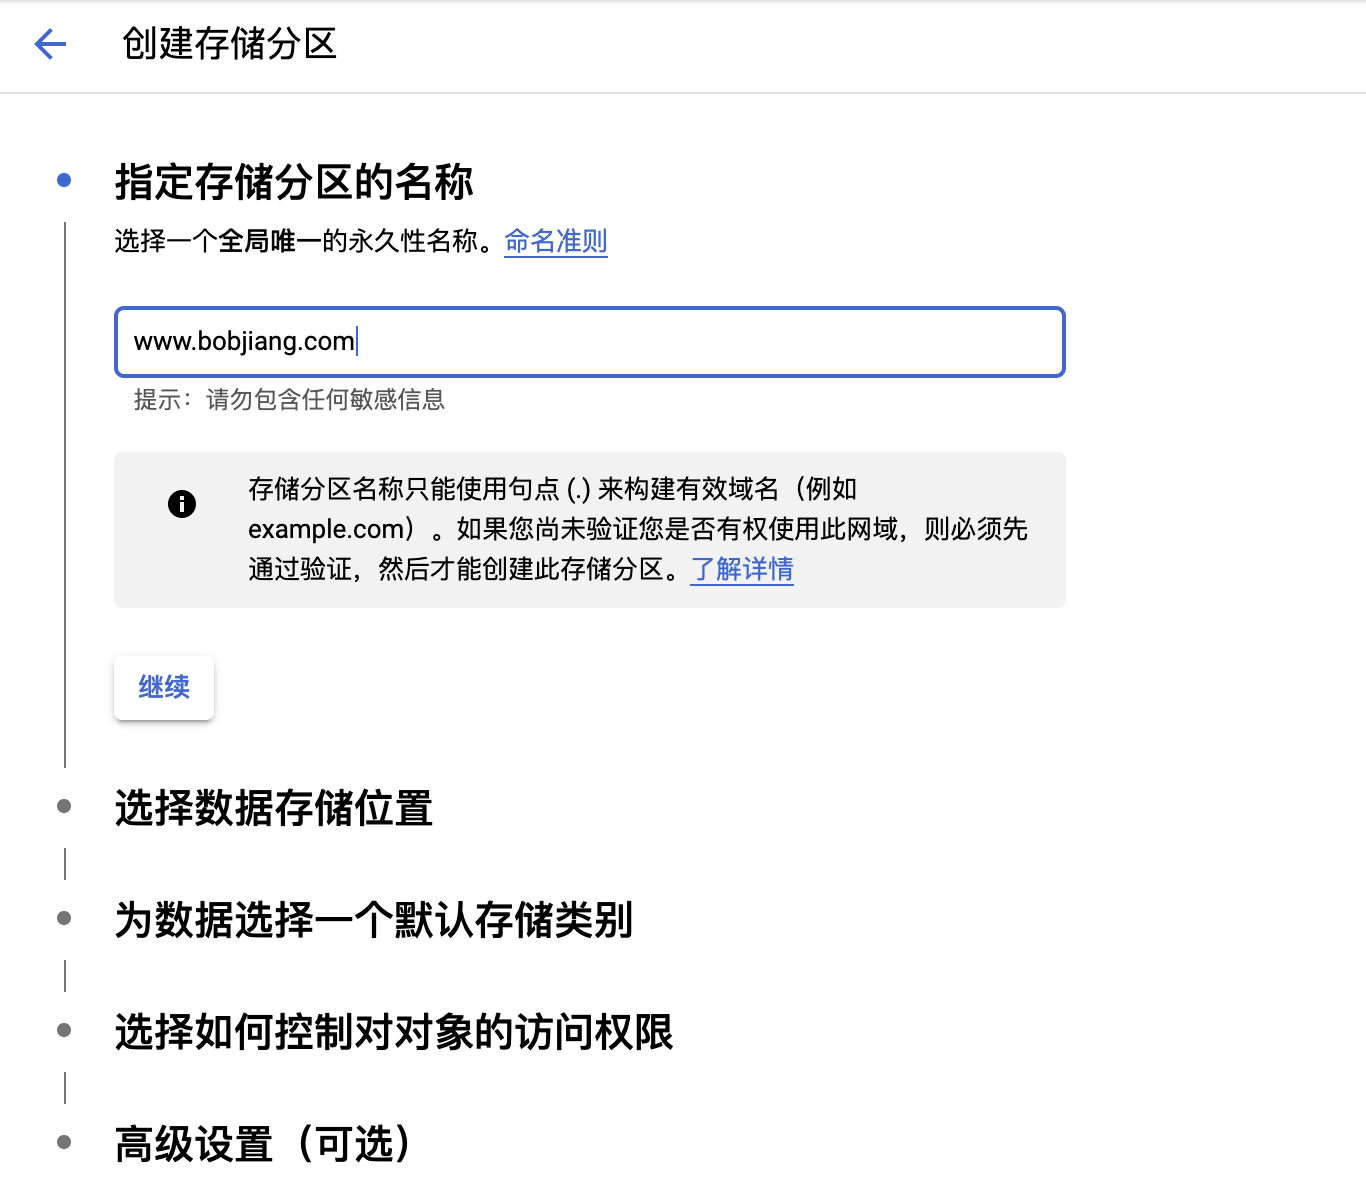 创建存储分区
指定存储分区的名称
选择一个全局唯一的永久性名称。命名准则
www.bobjiang.com
提示：请勿包含任何敏感信息
存储分区名称只能使用句点 (.) 来构建有效域名（例如
example.com）。如果您尚未验证您是否有权使用此网域，则必须先
通过验证，然后才能创建此存储分区。了解详情
继续
选择数据存储位置
为数据选择一个默认存储类别
选择如何控制对对象的访问权限
高级设置（可选）